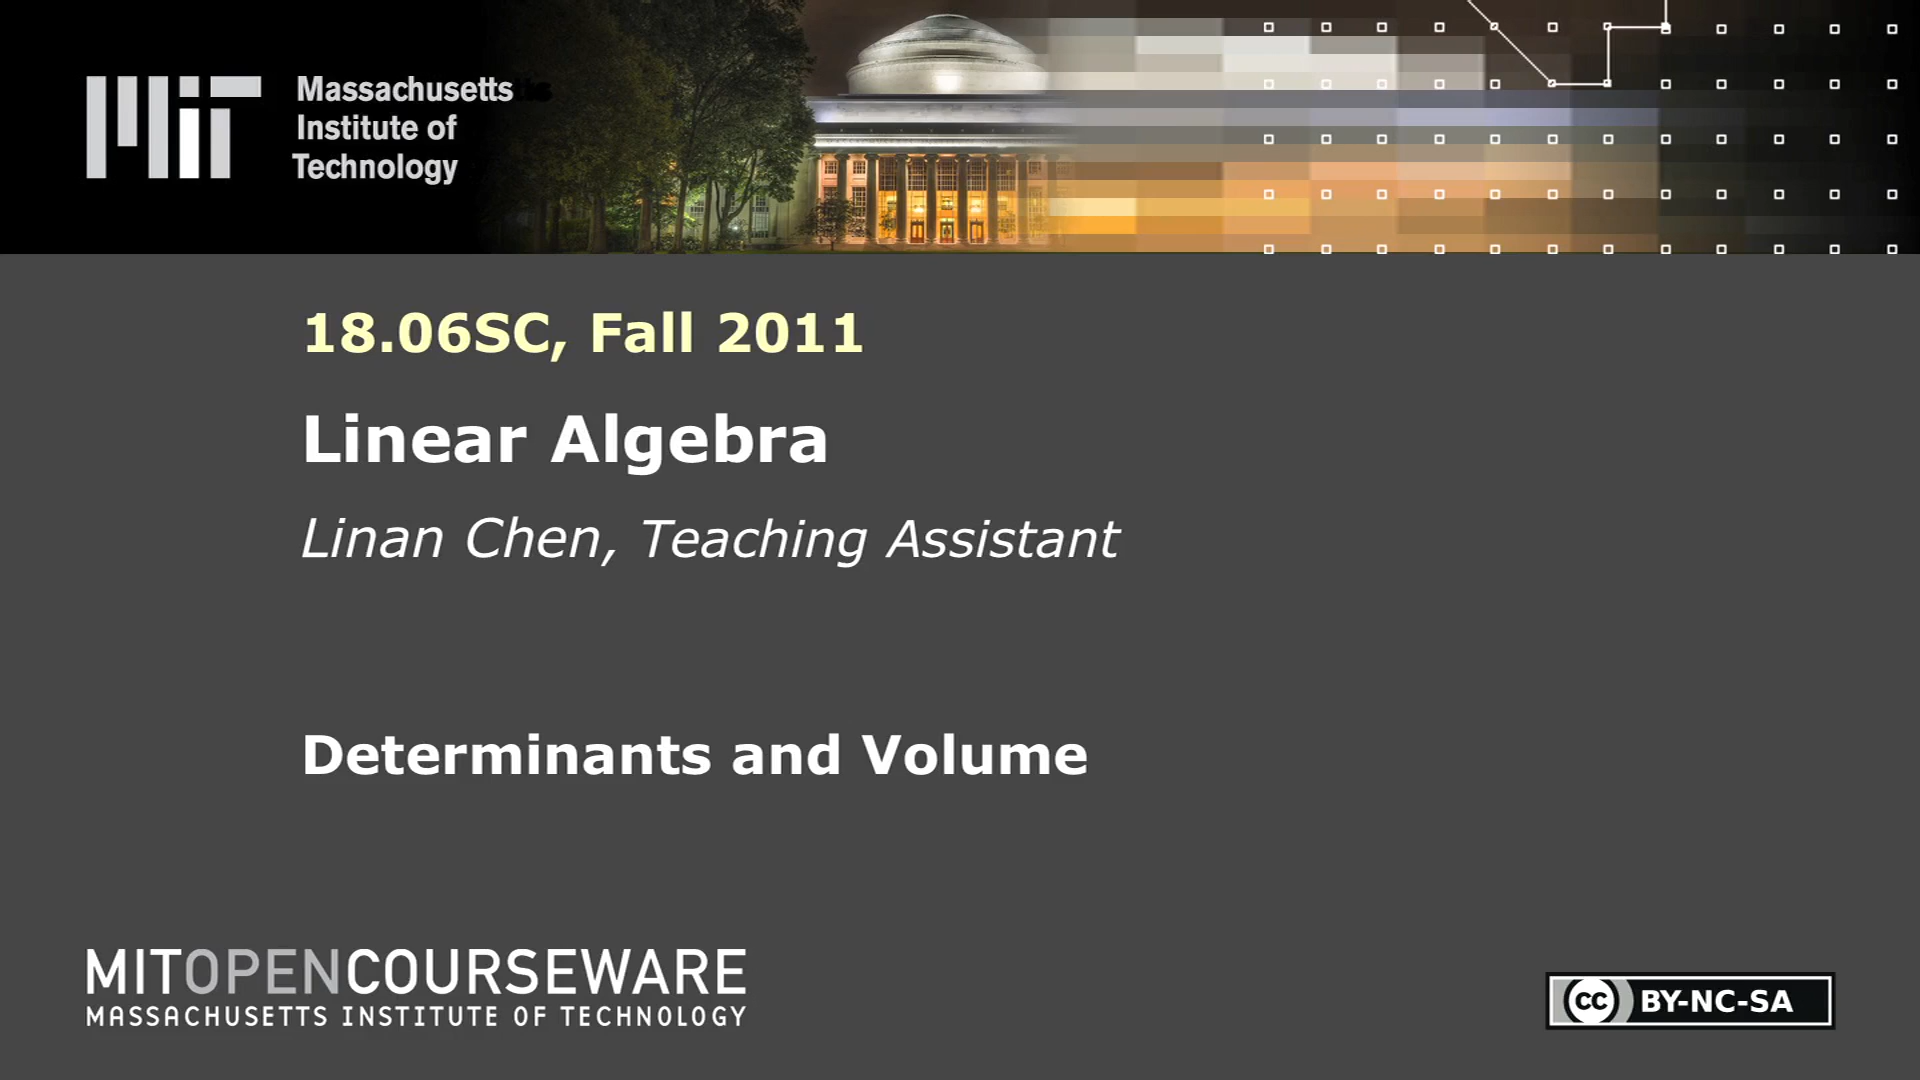 MIT
Massachusetts
Institute of
Technology
18.06SC, Fall 2011
Linear Algebra
Linan Chen, Teaching Assistant
Determinants and Volume
MITOPENCOURSEWARE
MASSACHUSETTS INSTITUTE OF TECHNOLOGY
cc BY-NC-SA